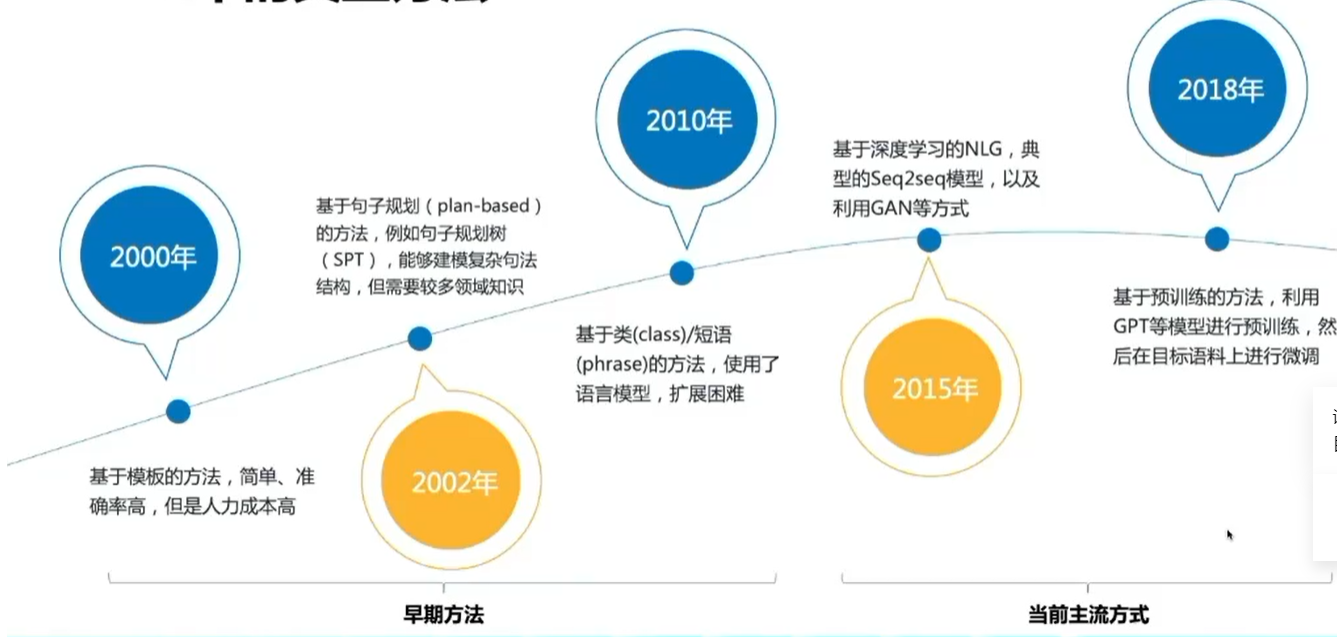 2000年
基于模板的方法，简单、准
确率高，但是人力成本高
基于句子规划（plan-based）
的方法，例如句子规划树
（SPT），能够建模复杂句法
结构，但需要较多领域知识
2002年
2010年
基于类(class)/短语
(phrase)的方法，使用了
语言模型，扩展困难
基于深度学习的NLG，典
型的Seq2seq模型，以及
利用GAN等方式
2015年
2018年
基于预训练的方法，利用
GPT等模型进行预训练，然
后在目标语料上进行微调
早期方法
当前主流方式